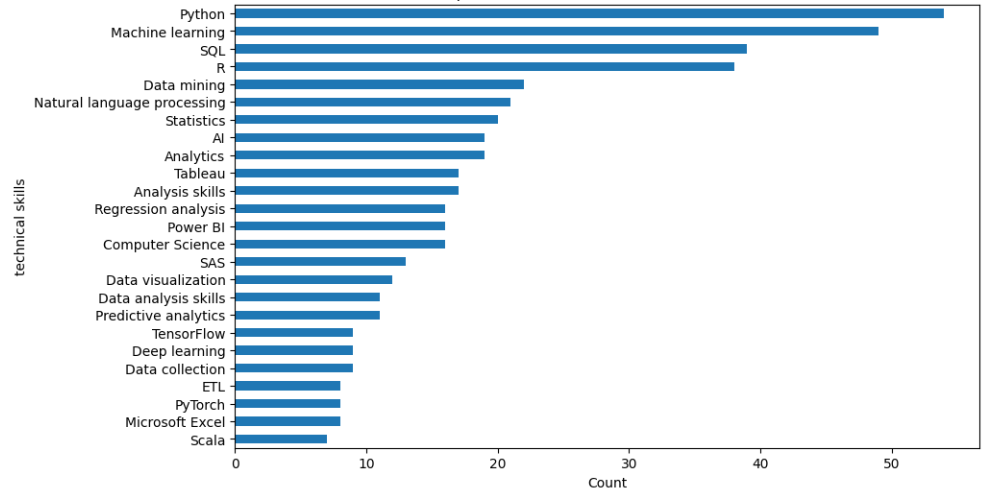 Python
Machine learning
SQL
R
Data mining
Natural language processing
Statistics
AI
Analytics
Tableau
Analysis skills
Regression analysis
Power BI
Computer Science
SAS
Data visualization
Data analysis skills
Predictive analytics
TensorFlow
Deep learning
Data collection
ETL
PyTorch
Microsoft Excel
Scala
technical skills
0 10 20 30 40 50
Count